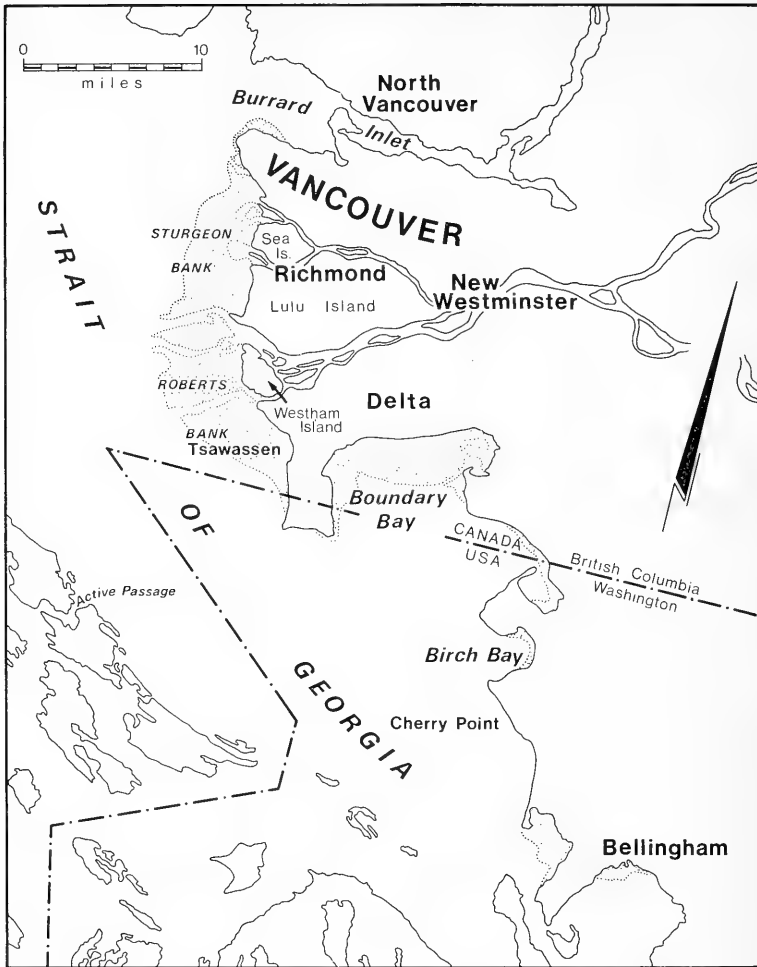 0 10
miles
North
Vancouver
Burrard
Inlet
VANCOUVER
STRAIT
OF
GEORGIA
STURGEON
BANK
Sea
Is.
Richmond
Lulu Island
New
Westminster
ROBERTS
BANK
Westham
Island
Delta
Tsawassen
Boundary
Bay
CANADA
USA
British Columbia
Washington
Active Passage
Birch Bay
Cherry Point
Bellingham